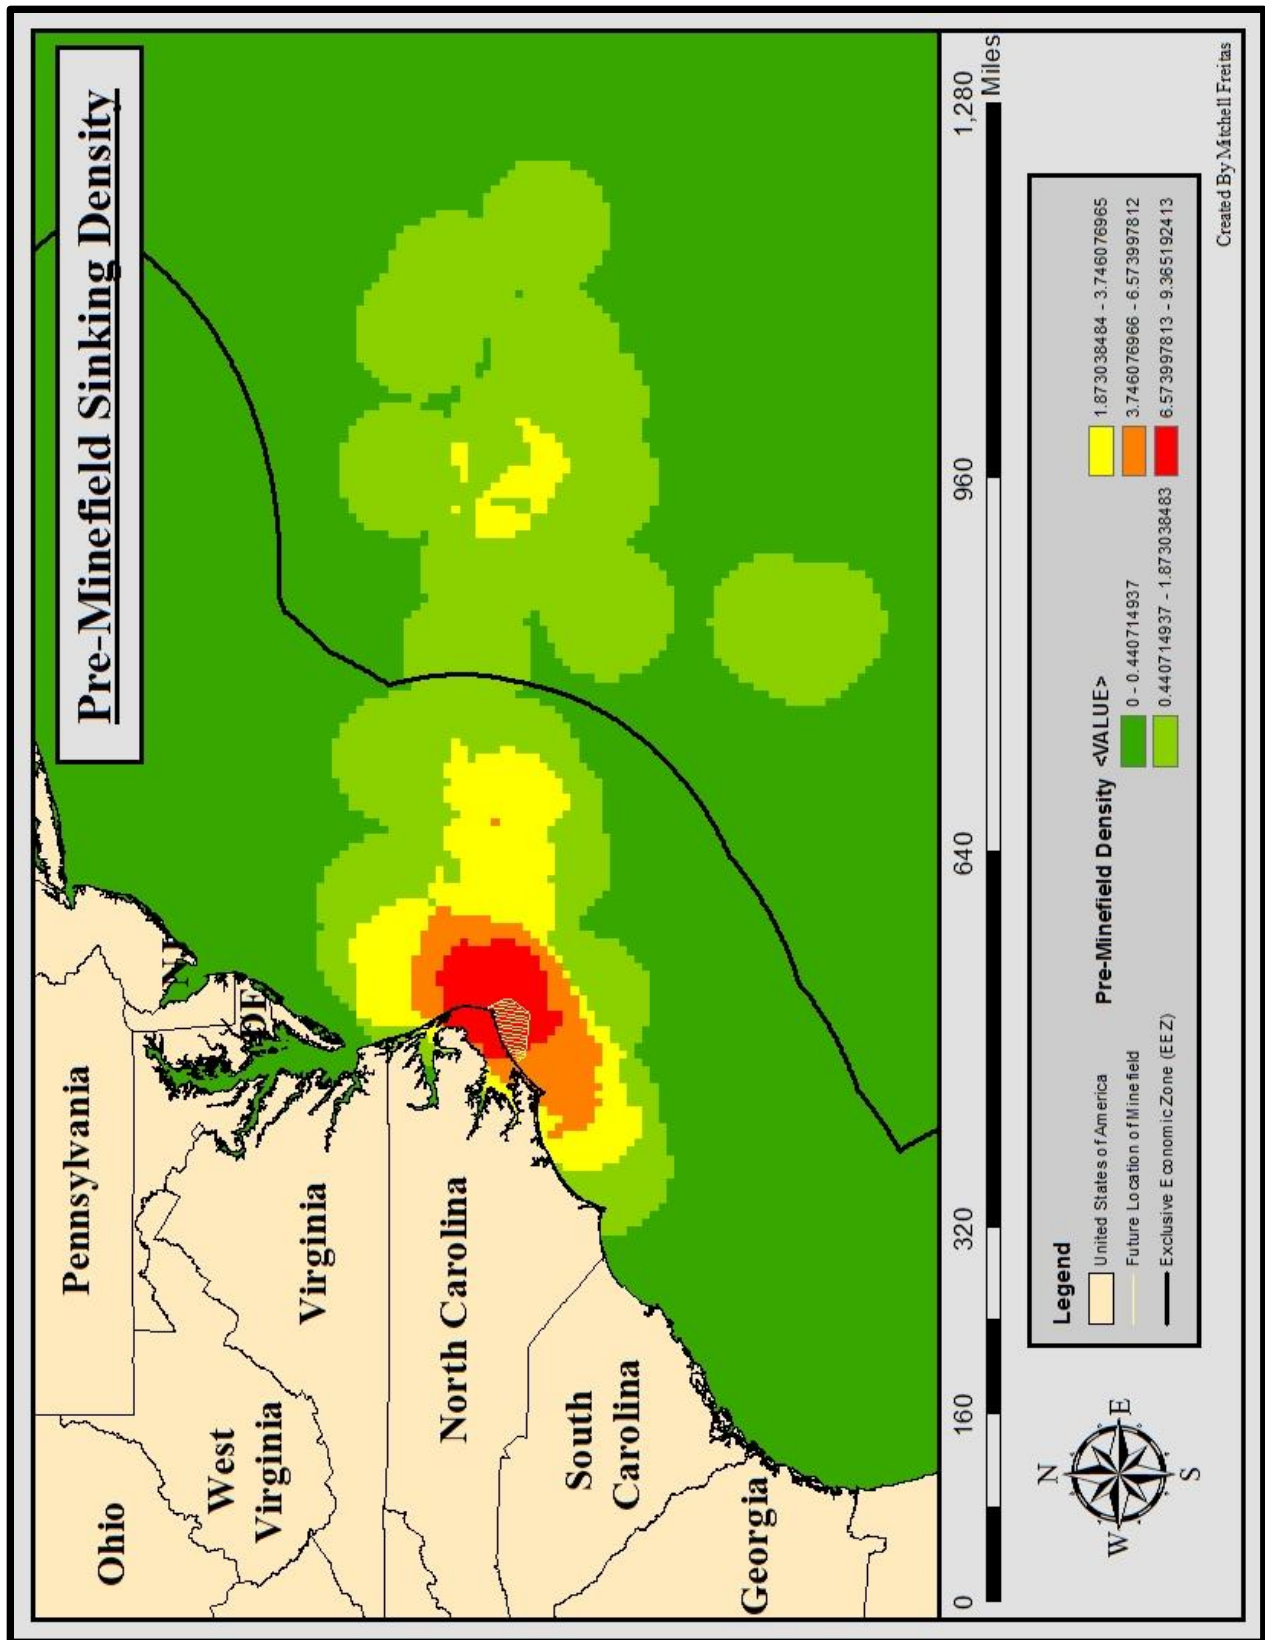 Pre-Minefield Sinking Density
Ohio
Pennsylvania
NJ
DE
West
Virginia
Virginia
North Carolina
South
Carolina
Georgia
0 160 320 640 960 1,280
Miles
N
W E
S
Legend
United States of America
Future Location of Minefield
Exclusive Economic Zone (EEZ)
Pre-Minefield Density <VALUE>
0 - 0.440714937
0.440714937 - 1.873038483
1.873038484 - 3.746076965
3.746076966 - 6.573997812
6.573997813 - 9.365192413
Created By Mitchell Freitas